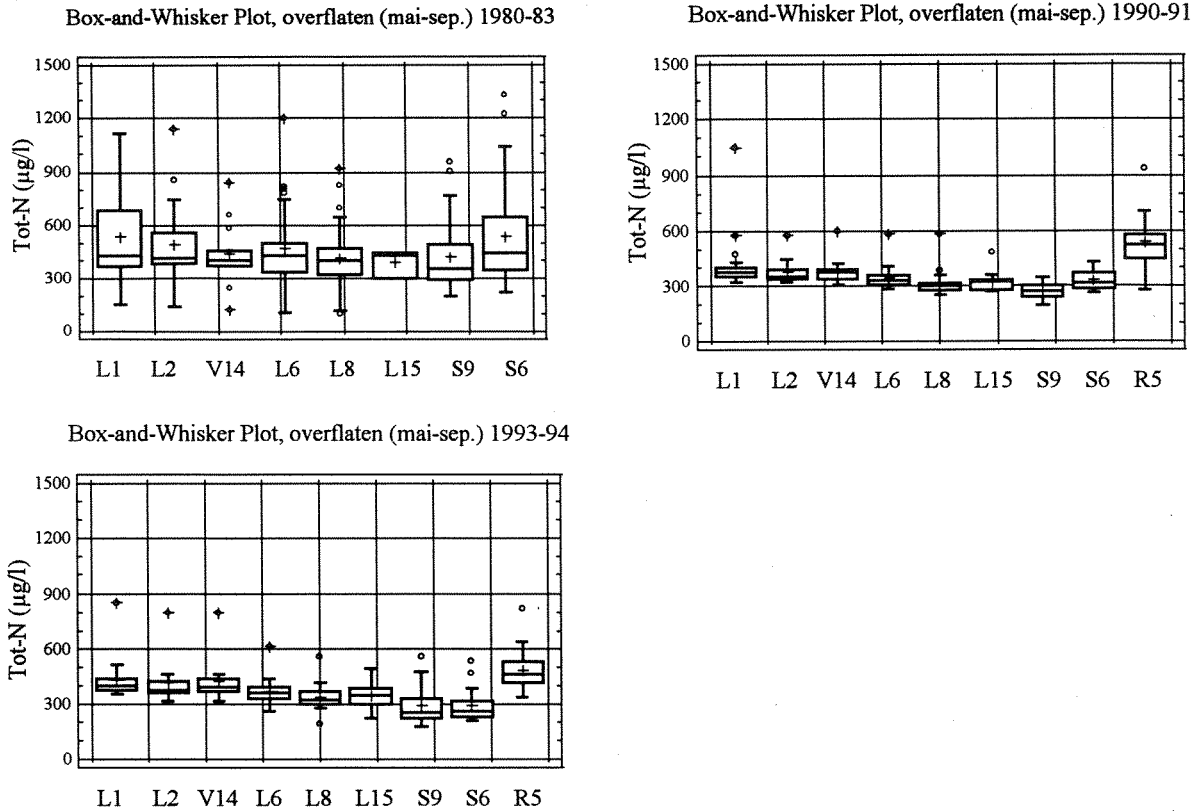 Box-and-Whisker Plot, overflaten (mai-sep.) 1980-83
Tot-N (µg/l)
1500
1200
900
600
300
0
L1 L2 V14 L6 L8 L15 S9 S6
Box-and-Whisker Plot, overflaten (mai-sep.) 1990-91
Tot-N (µg/l)
1500
1200
900
600
300
0
L1 L2 V14 L6 L8 L15 S9 S6 R5
Box-and-Whisker Plot, overflaten (mai-sep.) 1993-94
Tot-N (µg/l)
1500
1200
900
600
300
0
L1 L2 V14 L6 L8 L15 S9 S6 R5